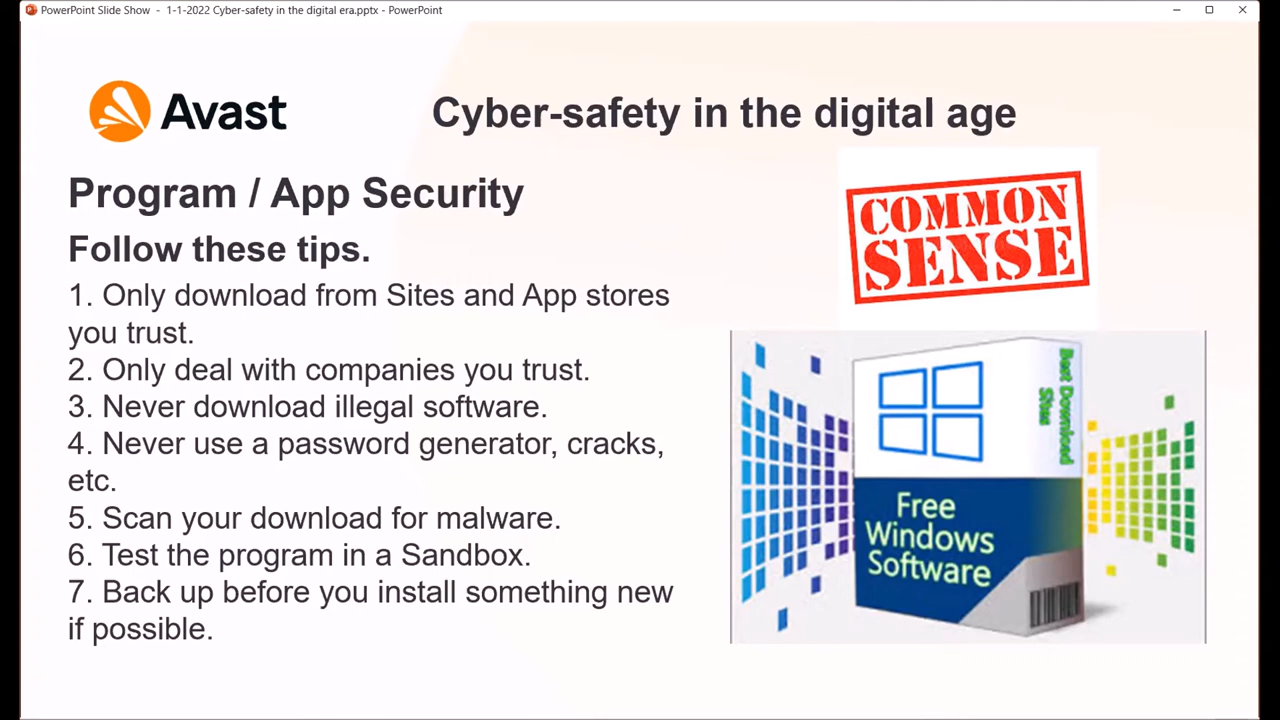 PowerPoint Slide Show - 1-1-2022 Cyber-safety in the digital era.pptx - PowerPoint
Avast
Cyber-safety in the digital age
Program / App Security
Follow these tips.
1. Only download from Sites and App stores
you trust.
2. Only deal with companies you trust.
3. Never download illegal software.
4. Never use a password generator, cracks,
etc.
5. Scan your download for malware.
6. Test the program in a Sandbox.
7. Back up before you install something new
if possible.
COMMON
SENSE
Best Download
Sites
Free
Windows
Software